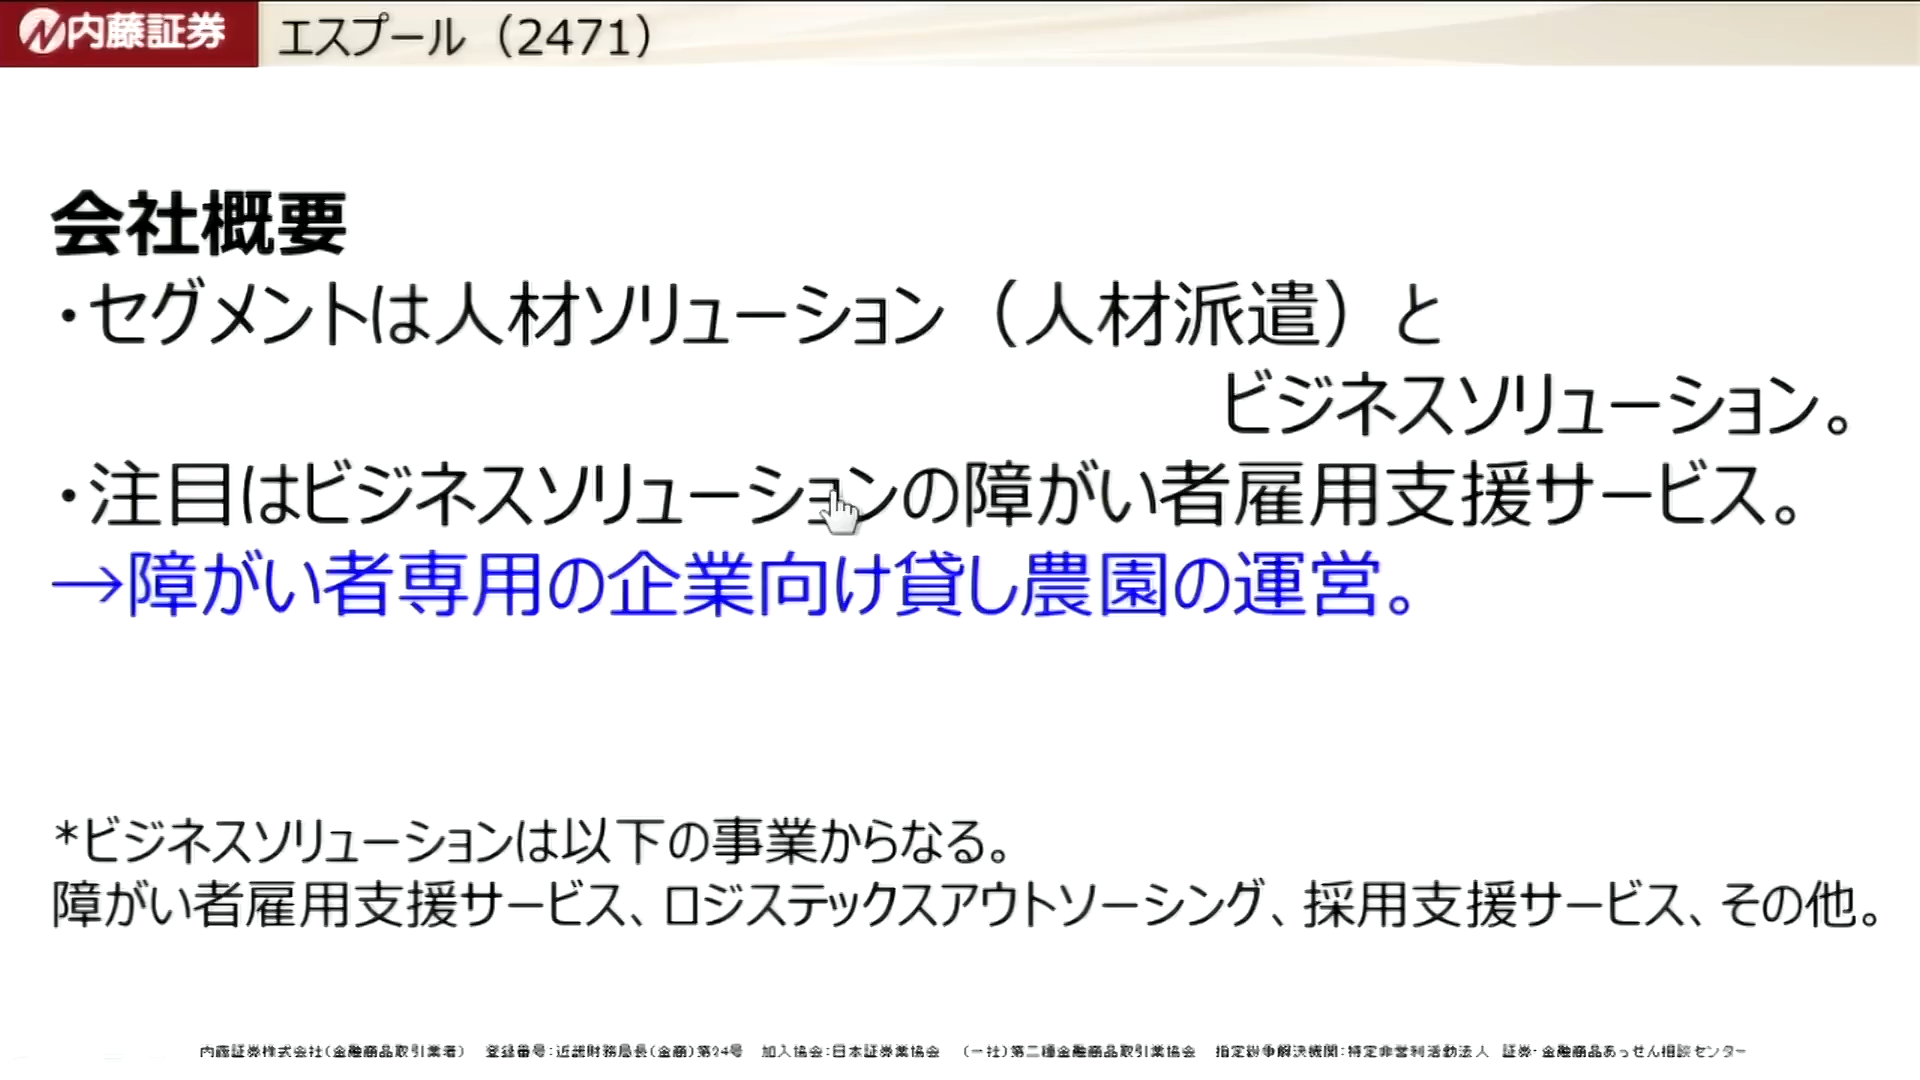 内藤証券
エスプール（2471）
会社概要
・セグメントは人材ソリューション（人材派遣）と
ビジネスソリューション。
・注目はビジネスソリューションの障がい者雇用支援サービス。
→障がい者専用の企業向け貸し農園の運営。
*ビジネスソリューションは以下の事業からなる。
障がい者雇用支援サービス、ロジステックスアウトソーシング、採用支援サービス、その他。
内藤証券株式会社（金融商品取引業者） 登録番号：近畿財務局長（金商）第24号 加入協会：日本証券業協会 （一社）第二種金融商品取引業協会 指定紛争解決機関：特定非営利活動法人 証券・金融商品あっせん相談センター